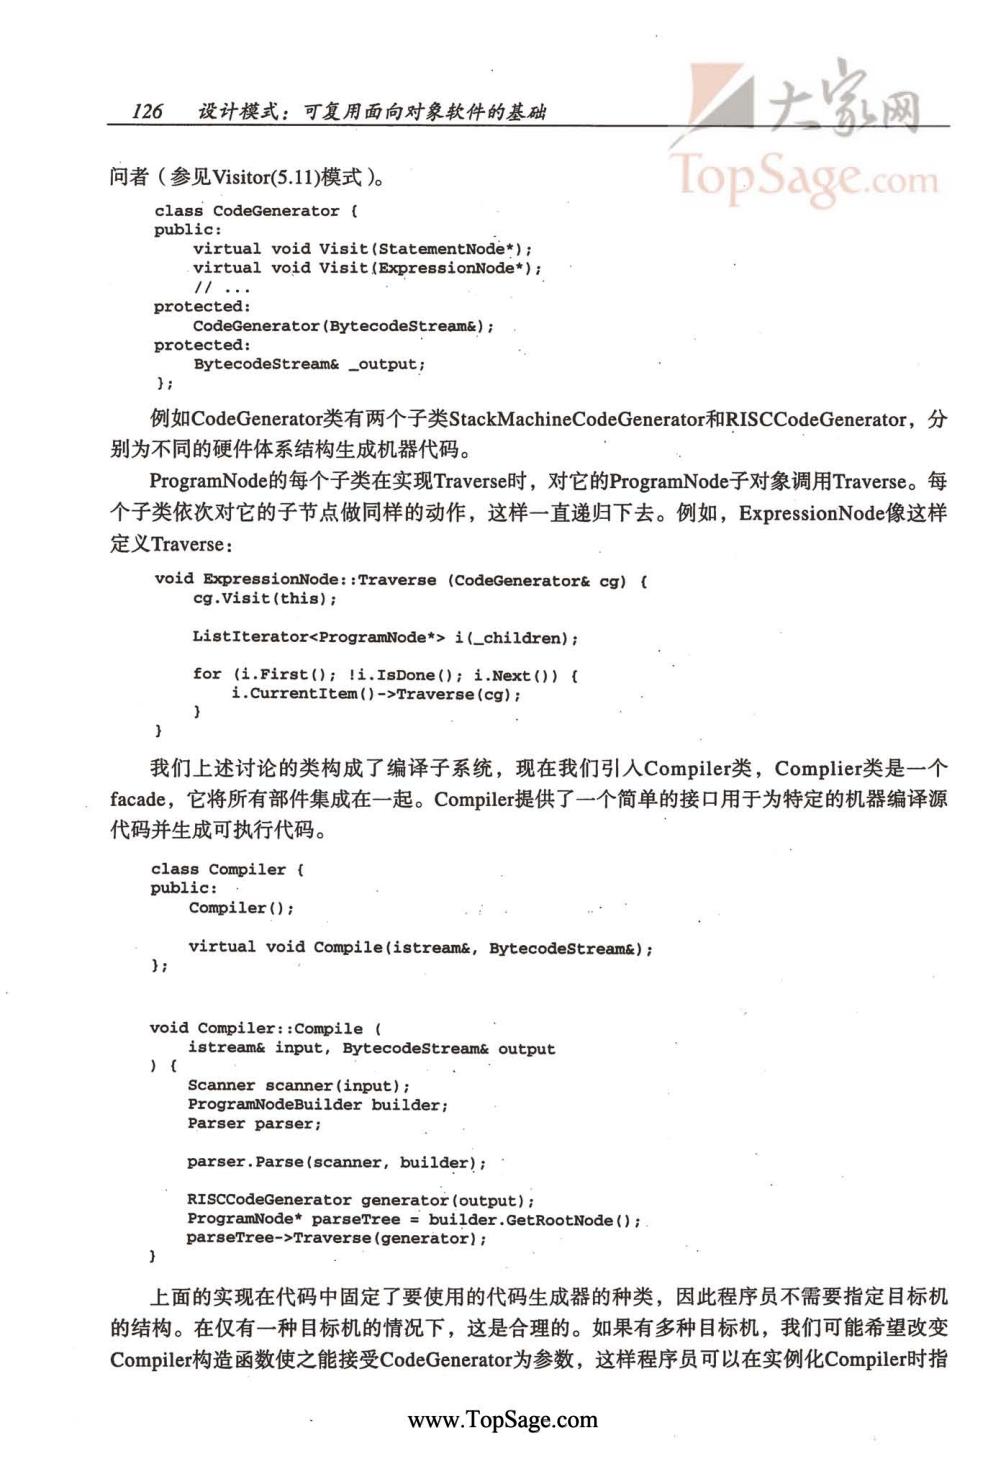 126 设计模式：可复用面向对象软件的基础
大家网
TopSage.com
问者（参见Visitor(5.11)模式）。
class CodeGenerator {
public:
virtual void Visit(StatementNode*);
virtual void Visit(ExpressionNode*);
// ...
protected:
CodeGenerator(BytecodeStream&);
protected:
BytecodeStream& _output;
};
例如CodeGenerator类有两个子类StackMachineCodeGenerator和RISCCodeGenerator，分
别为不同的硬件体系结构生成机器代码。
ProgramNode的每个子类在实现Traverse时，对它的ProgramNode子对象调用Traverse。每
个子类依次对它的子节点做同样的动作，这样一直递归下去。例如，ExpressionNode像这样
定义Traverse：
void ExpressionNode::Traverse (CodeGenerator& cg) {
cg.Visit(this);
ListIterator<ProgramNode*> i(_children);
for (i.First(); !i.IsDone(); i.Next()) {
i.CurrentItem()->Traverse(cg);
}
}
我们上述讨论的类构成了编译子系统，现在我们引入Compiler类，Complier类是一个
facade，它将所有部件集成在一起。Compiler提供了一个简单的接口用于为特定的机器编译源
代码并生成可执行代码。
class Compiler {
public:
Compiler();
virtual void Compile(istream&, BytecodeStream&);
};
void Compiler::Compile (
istream& input, BytecodeStream& output
) {
Scanner scanner(input);
ProgramNodeBuilder builder;
Parser parser;
parser.Parse(scanner, builder);
RISCCodeGenerator generator(output);
ProgramNode* parseTree = builder.GetRootNode();
parseTree->Traverse(generator);
}
上面的实现在代码中固定了要使用的代码生成器的种类，因此程序员不需要指定目标机
的结构。在仅有一种目标机的情况下，这是合理的。如果有多种目标机，我们可能希望改变
Compiler构造函数使之能接受CodeGenerator为参数，这样程序员可以在实例化Compiler时指
www.TopSage.com